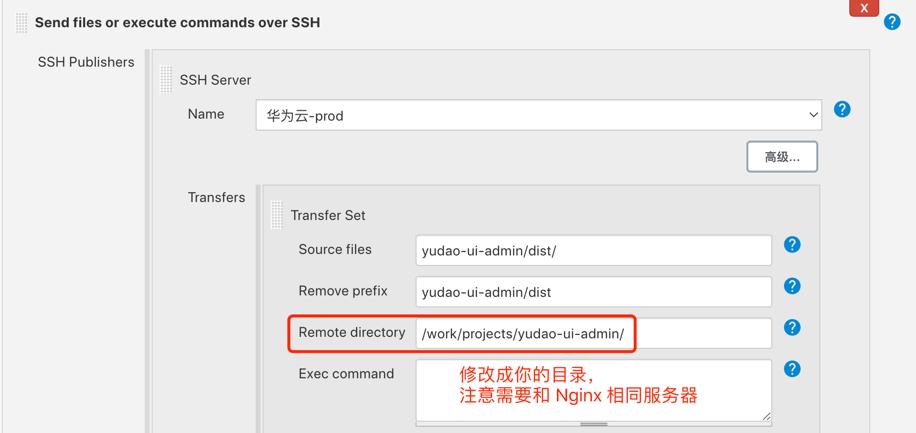 X
Send files or execute commands over SSH
?
SSH Publishers
SSH Server
Name
华为云-prod
?
高级...
Transfers
Transfer Set
Source files
yudao-ui-admin/dist/
?
Remove prefix
yudao-ui-admin/dist
?
Remote directory
/work/projects/yudao-ui-admin/
?
Exec command
修改成你的目录,
注意需要和 Nginx 相同服务器
?